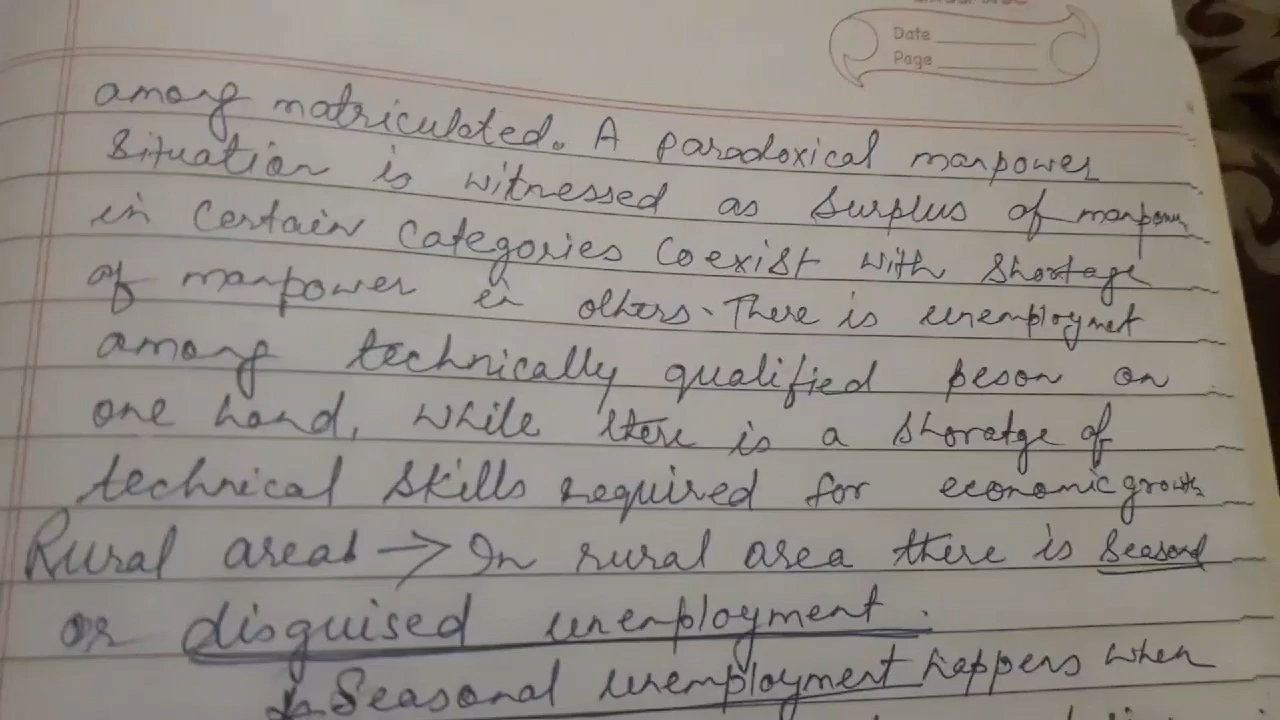 Date
Page
among matriculated. A paradoxical manpower
situation is witnessed as surplus of manpower
in certain categories coexist with shortage
of manpower in others. There is unemploymet
among technically qualified peson on
one hand, while there is a shoratge of
technical skills required for economic growth
Rural areas → In rural area there is seasonal
or disguised unemployment.
↳ Seasonal unemployment happens when